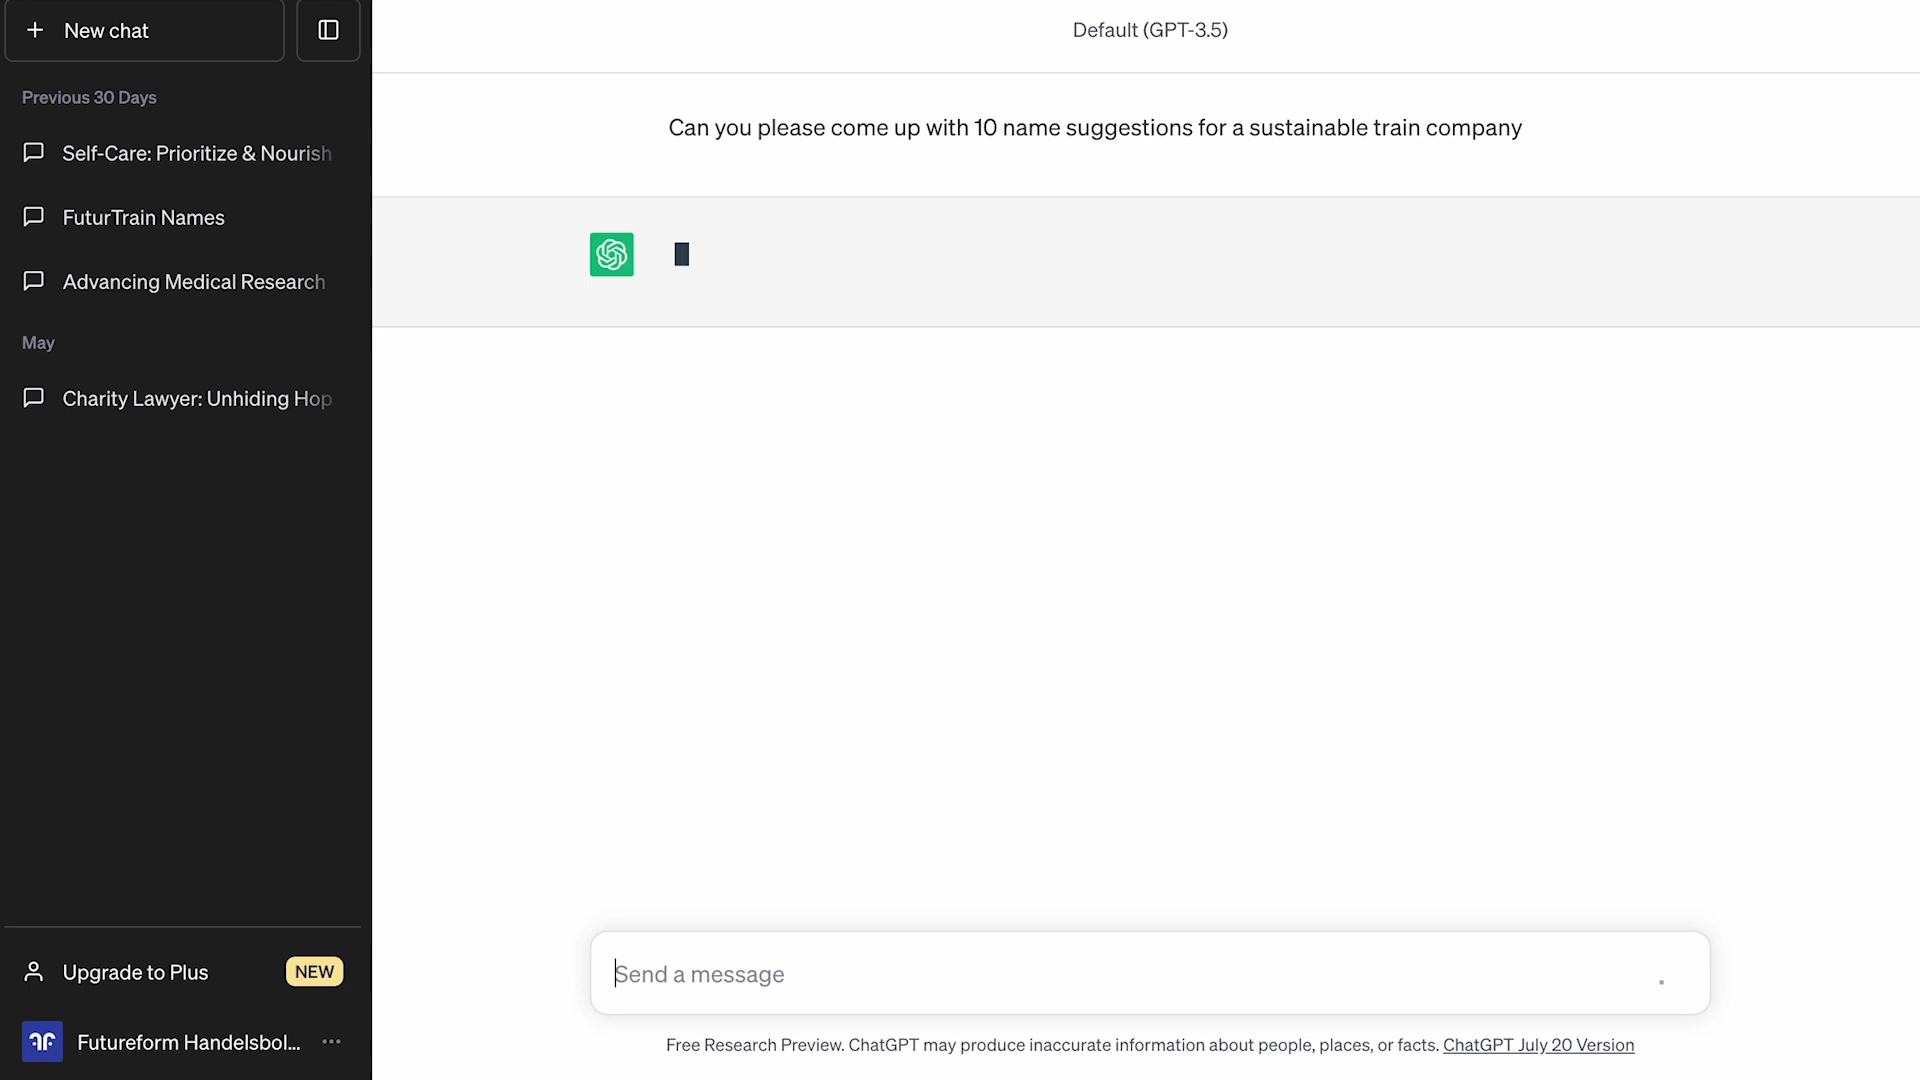 New chat
Previous 30 Days
Self-Care: Prioritize & Nourish
FuturTrain Names
Advancing Medical Research
May
Charity Lawyer: Unhiding Hop
Upgrade to Plus NEW
Futureform Handelsbol...
Default (GPT-3.5)
Can you please come up with 10 name suggestions for a sustainable train company
Send a message
Free Research Preview. ChatGPT may produce inaccurate information about people, places, or facts. ChatGPT July 20 Version